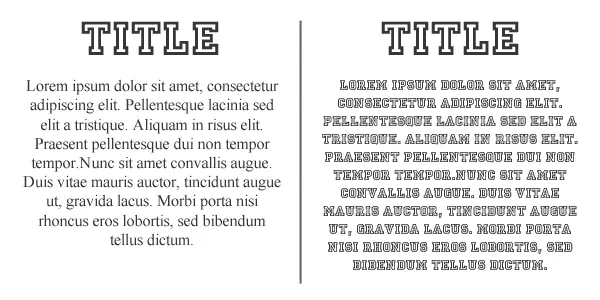 TITLE
Lorem ipsum dolor sit amet, consectetur
adipiscing elit. Pellentesque lacinia sed
elit a tristique. Aliquam in risus elit.
Praesent pellentesque dui non tempor
tempor.Nunc sit amet convallis augue.
Duis vitae mauris auctor, tincidunt augue
ut, gravida lacus. Morbi porta nisi
rhoncus eros lobortis, sed bibendum
tellus dictum.
TITLE
LOREM IPSUM DOLOR SIT AMET,
CONSECTETUR ADIPISCING ELIT.
PELLENTESQUE LACINIA SED ELIT A
TRISTIQUE. ALIQUAM IN RISUS ELIT.
PRAESENT PELLENTESQUE DUI NON
TEMPOR TEMPOR.NUNC SIT AMET
CONVALLIS AUGUE. DUIS VITAE
MAURIS AUCTOR, TINCIDUNT AUGUE
UT, GRAVIDA LACUS. MORBI PORTA
NISI RHONCUS EROS LOBORTIS, SED
BIBENDUM TELLUS DICTUM.